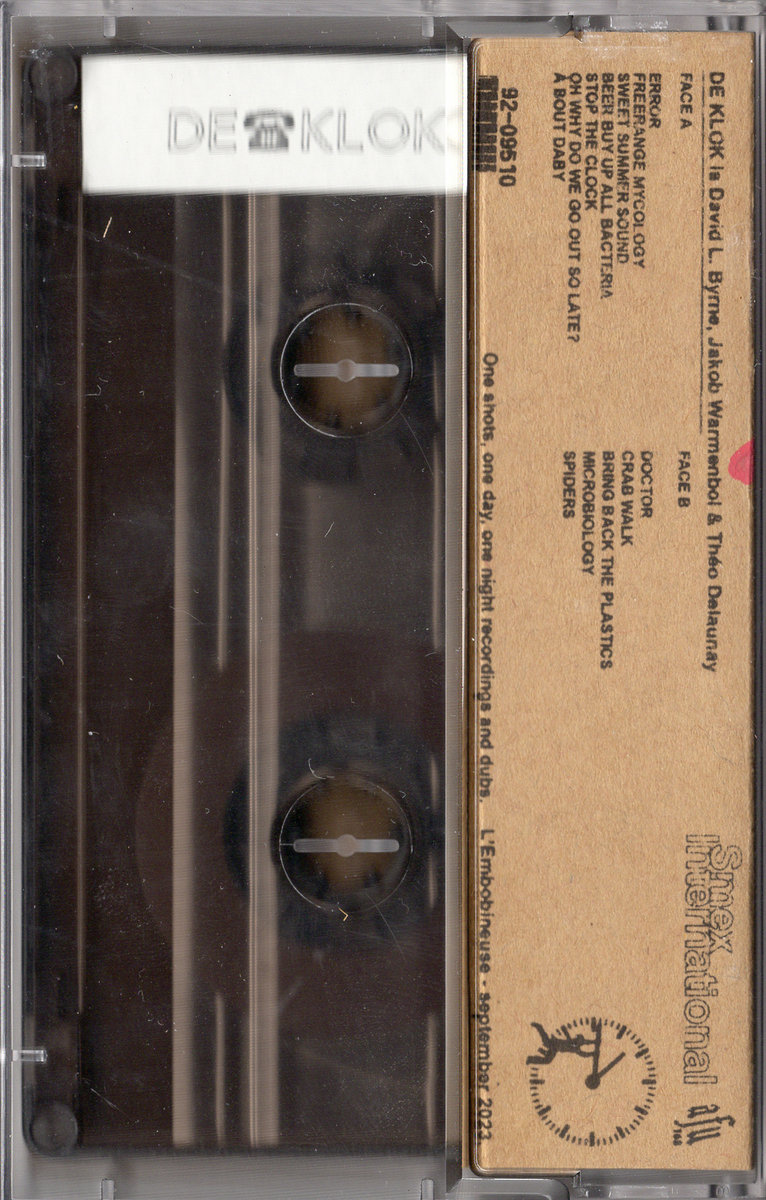 DE☎KLOK
DE KLOK is David L. Byrne, Jakob Warmenbol & Théo Delaunay
FACE A
ERROR
FREERANGE MYCOLOGY
SWEET SUMMER SOUND
BEER BUY UP ALL BACTERIA
STOP THE CLOCK
OH WHY DO WE GO OUT SO LATE?
À BOUT DABY
FACE B
DOCTOR
CRAB WALK
BRING BACK THE PLASTICS
MICROBIOLOGY
SPIDERS
92-09510
One shots, one day, one night recordings and dubs. L'Embobineuse - september 2023
Smex
International
afu